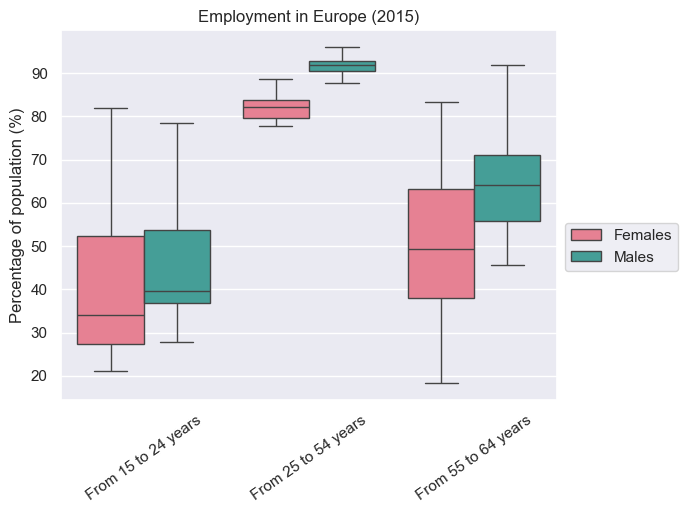 Employment in Europe (2015)
Percentage of population (%)
90
80
70
60
50
40
30
20
From 15 to 24 years
From 25 to 54 years
From 55 to 64 years
Females
Males